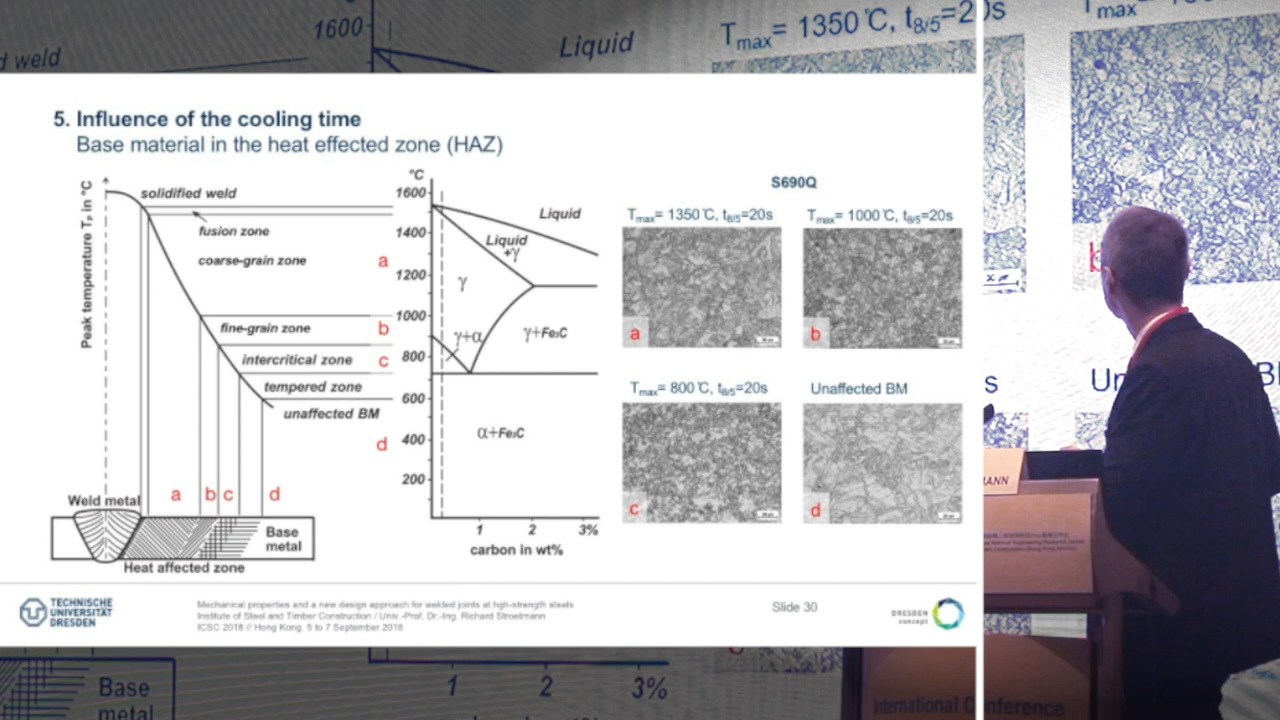 d weld
1600
Liquid
Tmax= 1350℃, t8/5=20s
Tmax=
5. Influence of the cooling time
Base material in the heat effected zone (HAZ)
Peak temperature Tp in °C
solidified weld
fusion zone
coarse-grain zone
a
fine-grain zone
b
intercritical zone
c
tempered zone
unaffected BM
d
a b c d
Weld metal
Base
metal
Heat affected zone
°C
1600
1400
1200
1000
800
600
400
200
Liquid
Liquid
+γ
γ
γ+α
γ+Fe₃C
α+Fe₃C
1 2 3%
carbon in wt%
S690Q
Tmax= 1350℃, t8/5=20s
Tmax= 1000℃, t8/5=20s
a
b
Tmax= 800℃, t8/5=20s
Unaffected BM
c
d
TECHNISCHE
UNIVERSITÄT
DRESDEN
Mechanical properties and a new design approach for welded joints at hgh-strength steels
Institute of Steel and Timber Construction / Univ.-Prof. Dr.-Ing. Richard Stroetmann
ICSC 2018 // Hong Kong. 5 to 7 September 2018
Slide 30
DRESDEN
concept
b
s
Un
BM
MANN
Base
metal
1 2 3%
International Conference